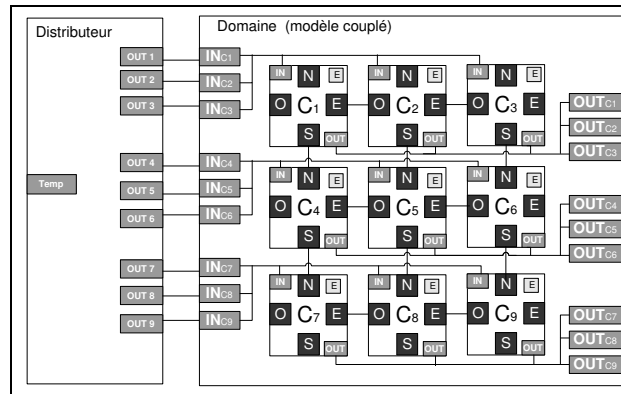 Distributeur
Domaine (modèle couplé)
OUT 1
OUT 2
OUT 3
OUT 4
OUT 5
OUT 6
OUT 7
OUT 8
OUT 9
Temp
INC1
INC2
INC3
INC4
INC5
INC6
INC7
INC8
INC9
IN N E
O C1 E
S OUT
IN N E
O C2 E
S OUT
IN N E
O C3 E
S OUT
IN N E
O C4 E
S OUT
IN N E
O C5 E
S OUT
IN N E
O C6 E
S OUT
IN N E
O C7 E
S OUT
IN N E
O C8 E
S OUT
IN N E
O C9 E
S OUT
OUTC1
OUTC2
OUTC3
OUTC4
OUTC5
OUTC6
OUTC7
OUTC8
OUTC9